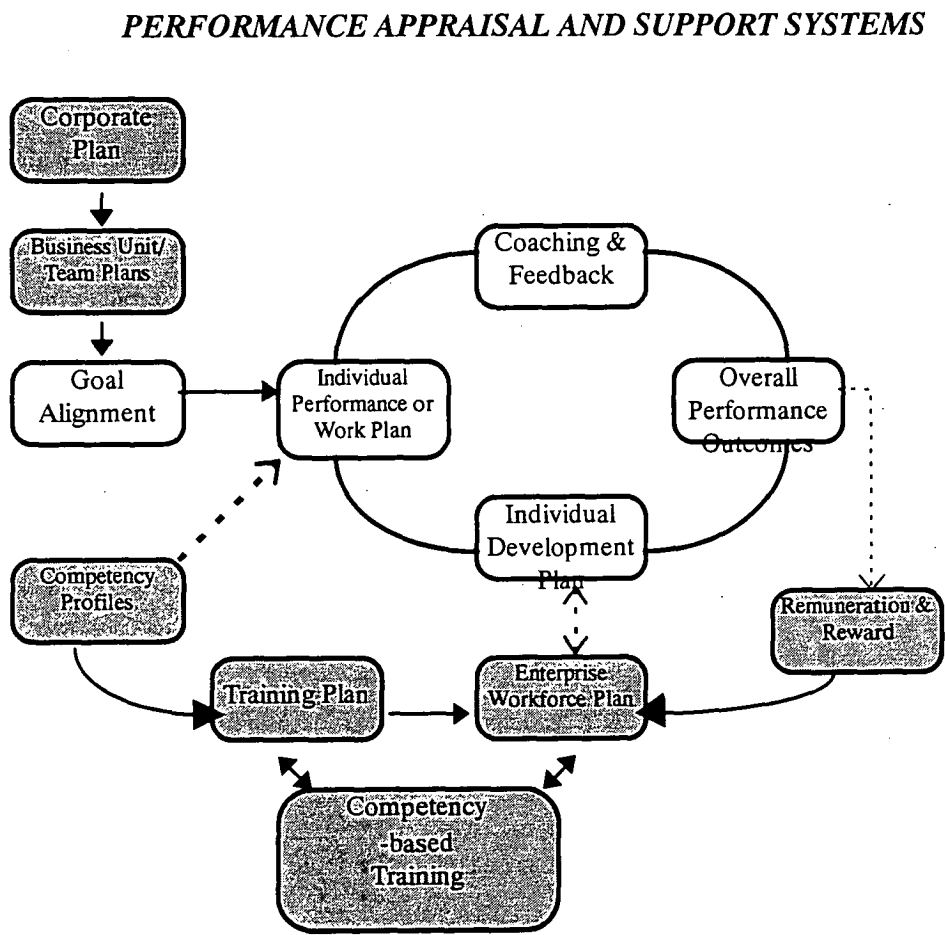 PERFORMANCE APPRAISAL AND SUPPORT SYSTEMS
Corporate
Plan
Business Unit/
Team Plans
Coaching &
Feedback
Goal
Alignment
Individual
Performance or
Work Plan
Overall
Performance
Outcomes
Individual
Development
Plan
Competency
Profiles
Remuneration &
Reward
Training Plan
Enterprise
Workforce Plan
Competency
-based
Training